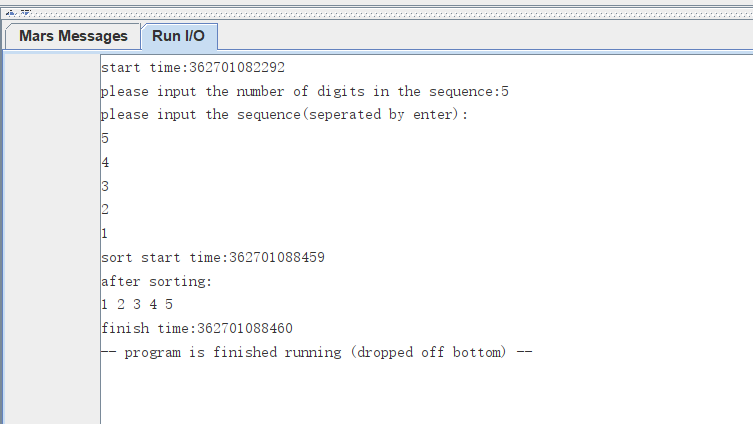 Mars Messages Run I/O
start time:362701082292
please input the number of digits in the sequence:5
please input the sequence(seperated by enter):
5
4
3
2
1
sort start time:362701088459
after sorting:
1 2 3 4 5
finish time:362701088460
-- program is finished running (dropped off bottom) --